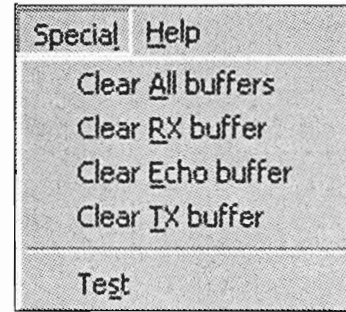 Special Help
Clear All buffers
Clear RX buffer
Clear Echo buffer
Clear TX buffer
Test